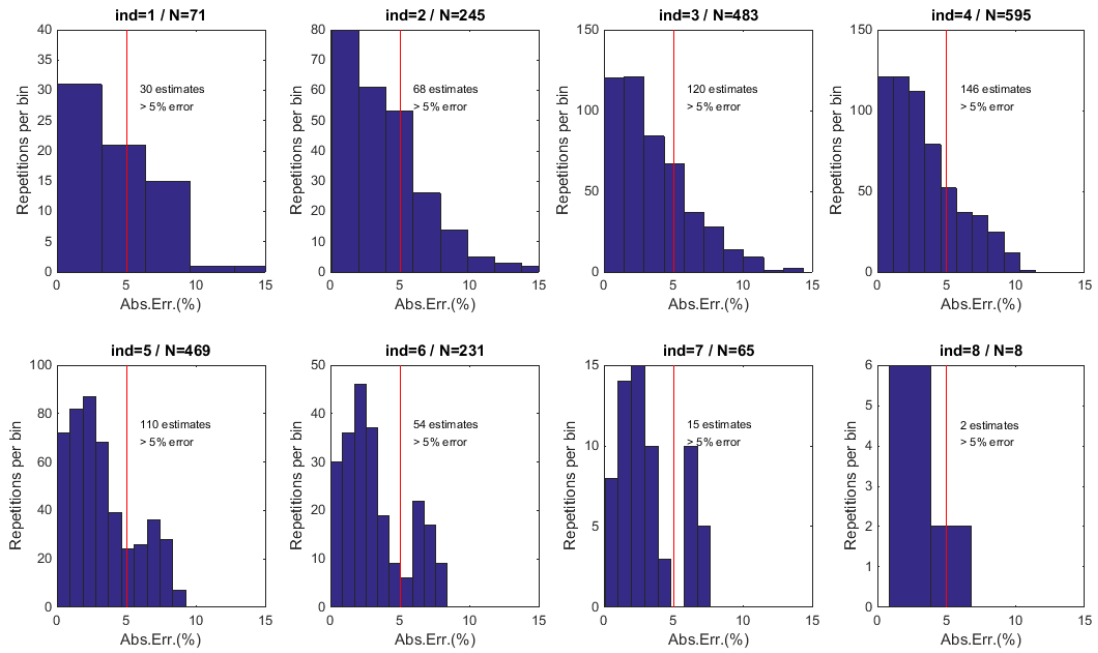 ind=1 / N=71
40
35
30
25
20
15
10
5
0
Repetitions per bin
30 estimates
> 5% error
0 5 10 15
Abs.Err.(%)
ind=2 / N=245
80
70
60
50
40
30
20
10
0
Repetitions per bin
68 estimates
> 5% error
0 5 10 15
Abs.Err.(%)
ind=3 / N=483
150
100
50
0
Repetitions per bin
120 estimates
> 5% error
0 5 10 15
Abs.Err.(%)
ind=4 / N=595
150
100
50
0
Repetitions per bin
146 estimates
> 5% error
0 5 10 15
Abs.Err.(%)
ind=5 / N=469
100
80
60
40
20
0
Repetitions per bin
110 estimates
> 5% error
0 5 10 15
Abs.Err.(%)
ind=6 / N=231
50
40
30
20
10
0
Repetitions per bin
54 estimates
> 5% error
0 5 10 15
Abs.Err.(%)
ind=7 / N=65
15
10
5
0
Repetitions per bin
15 estimates
> 5% error
0 5 10 15
Abs.Err.(%)
ind=8 / N=8
6
5
4
3
2
1
0
Repetitions per bin
2 estimates
> 5% error
0 5 10 15
Abs.Err.(%)